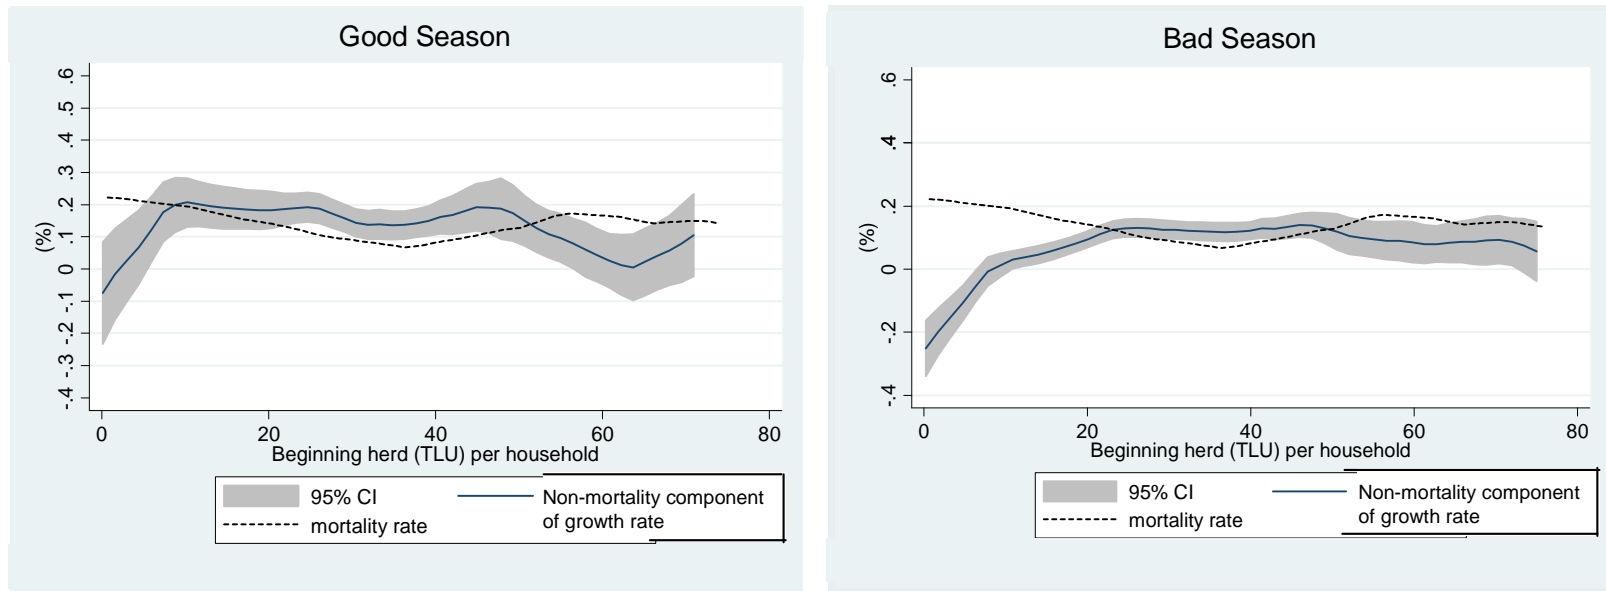 Good Season
.6
.5
.4
.3
.2
.1
0
-.1
-.2
-.3
-.4
(%)
0 20 40 60 80
Beginning herd (TLU) per household
95% CI
Non-mortality component
of growth rate
mortality rate
Bad Season
.6
.4
.2
0
-.2
-.4
(%)
0 20 40 60 80
Beginning herd (TLU) per household
95% CI
Non-mortality component
of growth rate
mortality rate